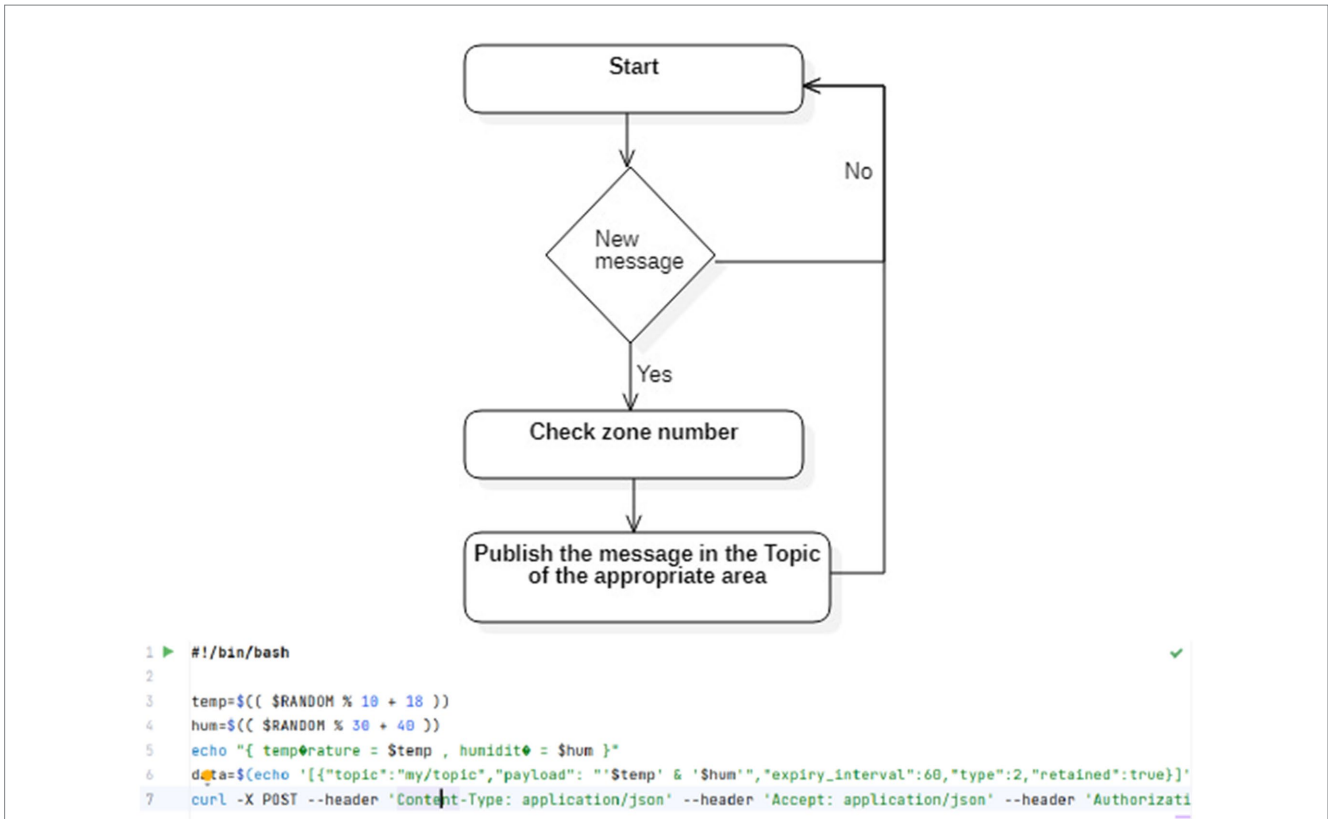 Start
No
New
message
Yes
Check zone number
Publish the message in the Topic
of the appropriate area
1 #!/bin/bash
2
3 temp=$(( $RANDOM % 10 + 18 ))
4 hum=$(( $RANDOM % 30 + 40 ))
5 echo "{ temp�rature = $temp , humidit� = $hum }"
6 data=$(echo '[{"topic":"my/topic","payload": "'$temp' & '$hum'","expiry_interval":60,"type":2,"retained":true}]'
7 curl -X POST --header 'Content-Type: application/json' --header 'Accept: application/json' --header 'Authorizati